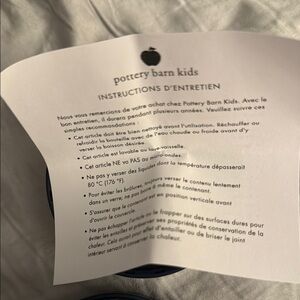 pottery barn kids
INSTRUCTIONS D'ENTRETIEN
Nous vous remercions de votre achat chez Pottery Barn Kids. Avec le
bon entretien, il durera pendant plusieurs années. Veuillez suivre ces
simples recommandations :
• Cet article doit être bien nettoyé avant l'utilisation. Réchauffer ou
refroidir la bouteille avec de l'eau chaude ou froide avant d'y
verser la boisson désirée.
• Cet article est lavable au lave-vaisselle.
• Cet article NE va PAS au micro-ondes.
• Ne pas y verser des liquides dont la température dépasserait
80 °C (176 °F).
• Pour éviter les brûlures, toujours verser le contenu lentement
dans un verre; ne pas boire à même le contenant.
• S'assurer que le contenant est en position verticale avant
d'ouvrir le couvercle.
• Ne pas échapper l'article ou le frapper sur des surfaces dures pour
éviter les entailles et préserver ses propriétés de conservation de la
chaleur. Cela aurait pour effet d'entailler ou de briser le joint
intérieur servant à conserver la chaleur.